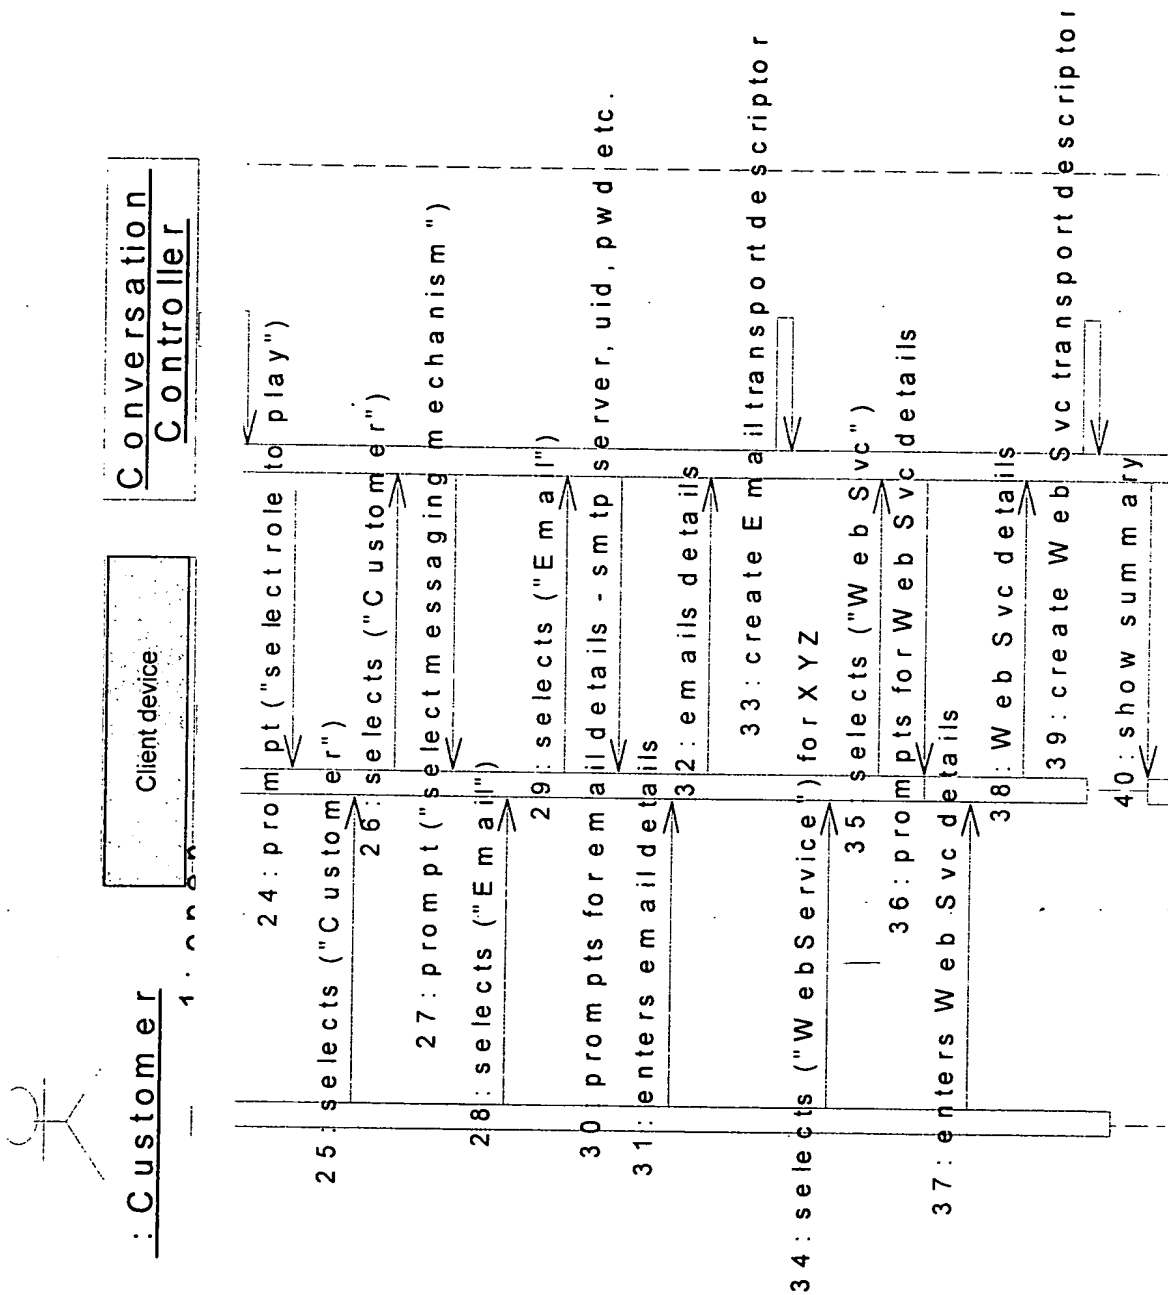 : Customer
Client device
Conversation
Controller
24: prompt ("select role to play")
25: selects ("Customer")
26: selects ("Customer")
27: prompt ("select messaging mechanism")
28: selects ("Email")
29: selects ("Email")
30: prompts for email details - smtp server, uid, pwd etc.
31: enters email details
32: emails details
33: create Email transport descriptor
34: selects ("WebService") for XYZ
35: selects ("Web Svc")
36: prompts for Web Svc details
37: enters Web Svc details
38: Web Svc details
39: create Web Svc transport descriptor
40: show summary